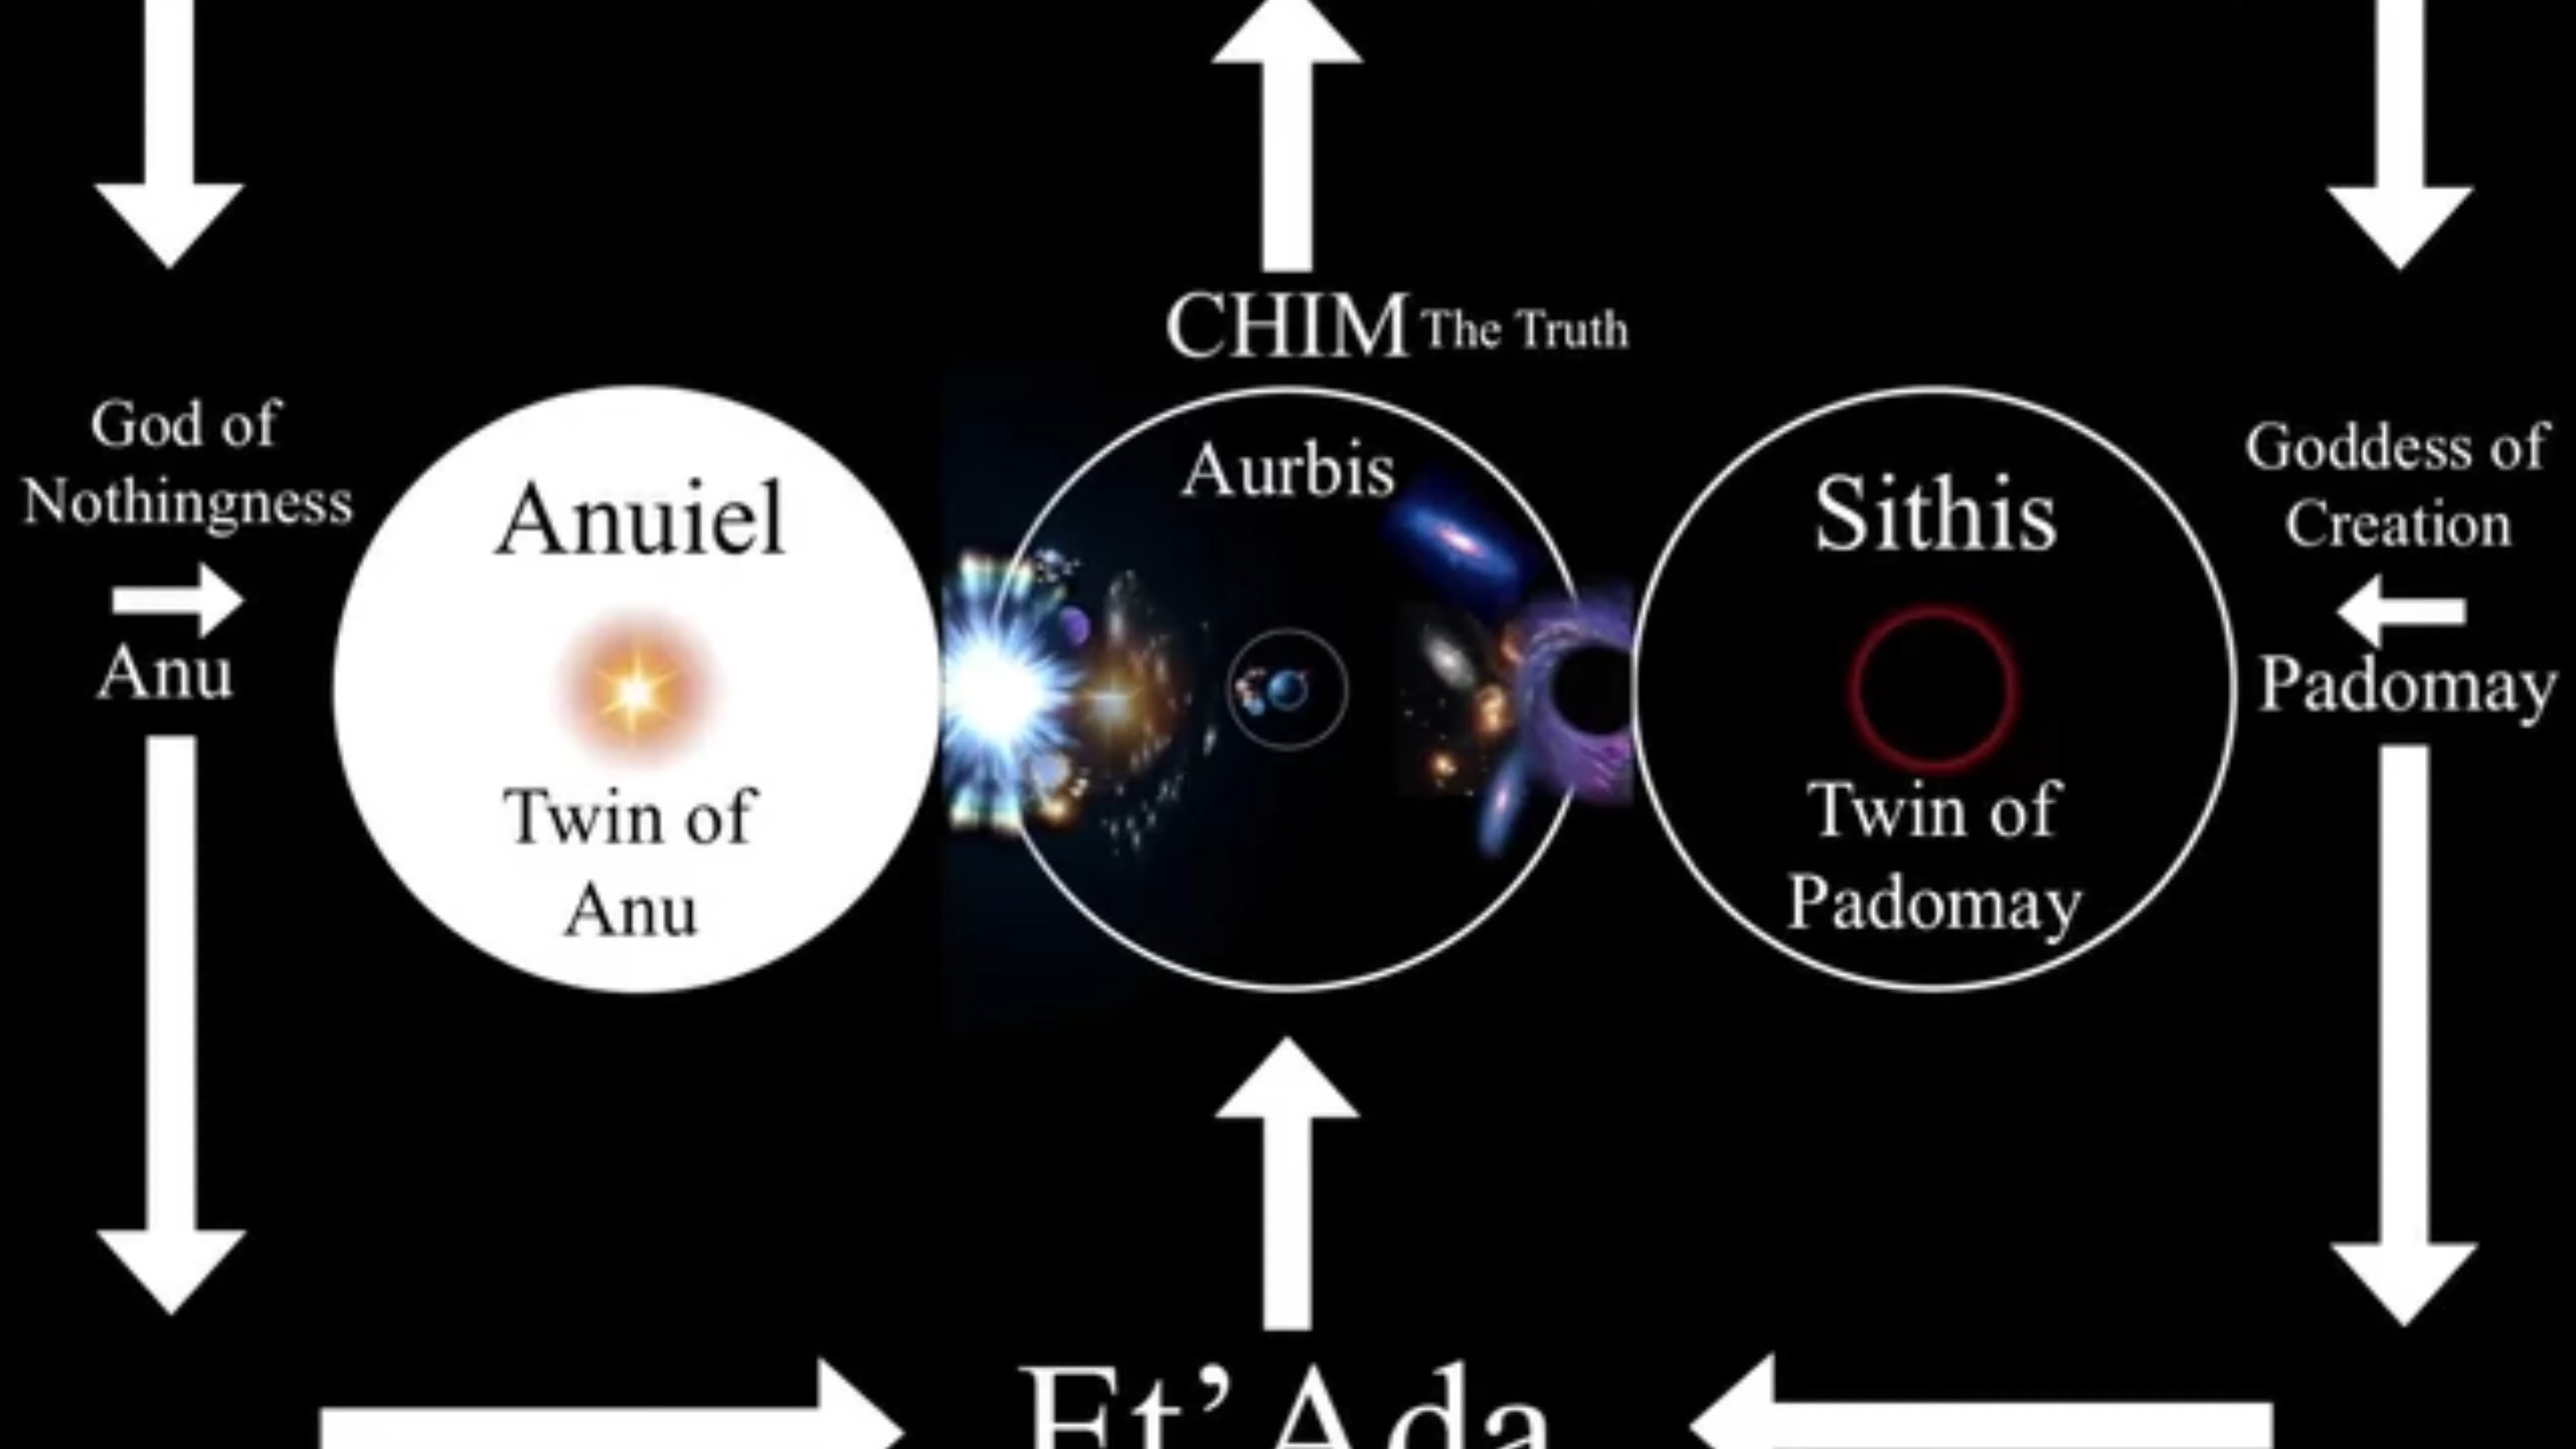 CHIM The Truth
God of
Nothingness
Anu
Anuiel
Twin of
Anu
Aurbis
Sithis
Twin of
Padomay
Goddess of
Creation
Padomay
Et’Ada